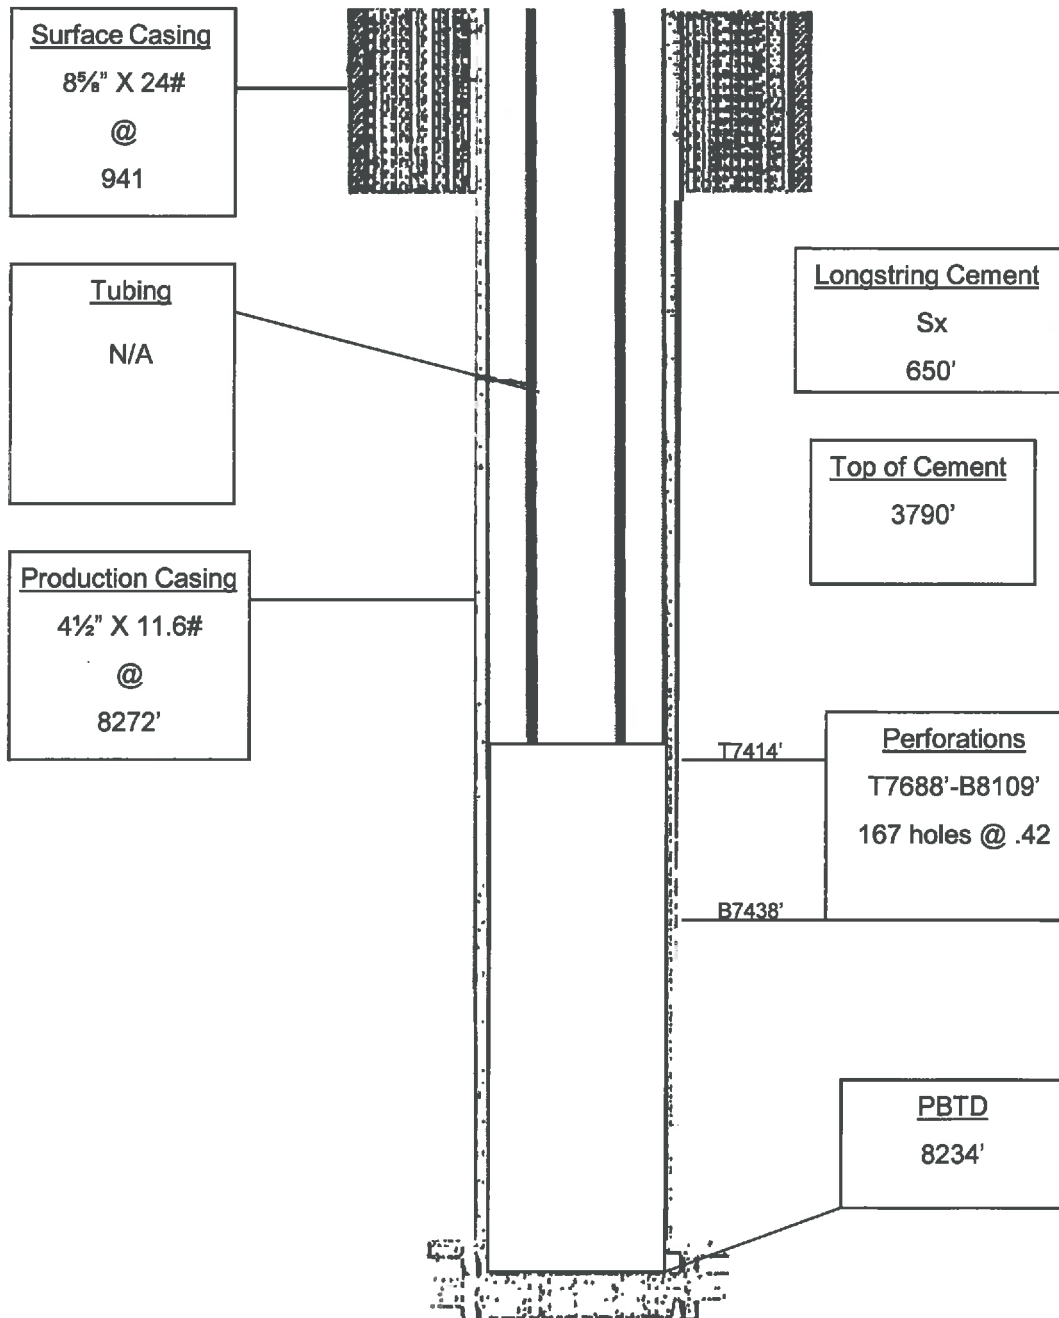 Surface Casing
8⅝” X 24#
@
941
Tubing
N/A
Production Casing
4½” X 11.6#
@
8272’
Longstring Cement
Sx
650’
Top of Cement
3790’
T7414’
Perforations
T7688’-B8109’
167 holes @ .42
B7438’
PBTD
8234’